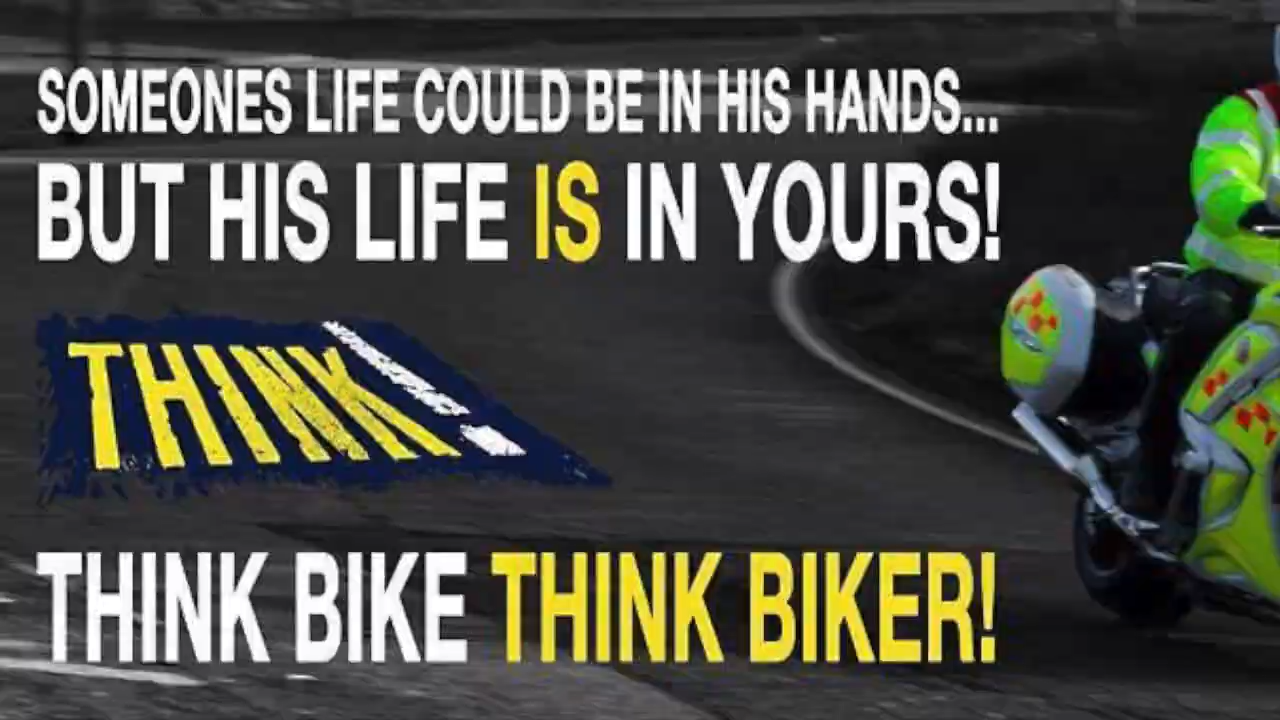 SOMEONES LIFE COULD BE IN HIS HANDS...
BUT HIS LIFE IS IN YOURS!
THINK!
THINK BIKE THINK BIKER!